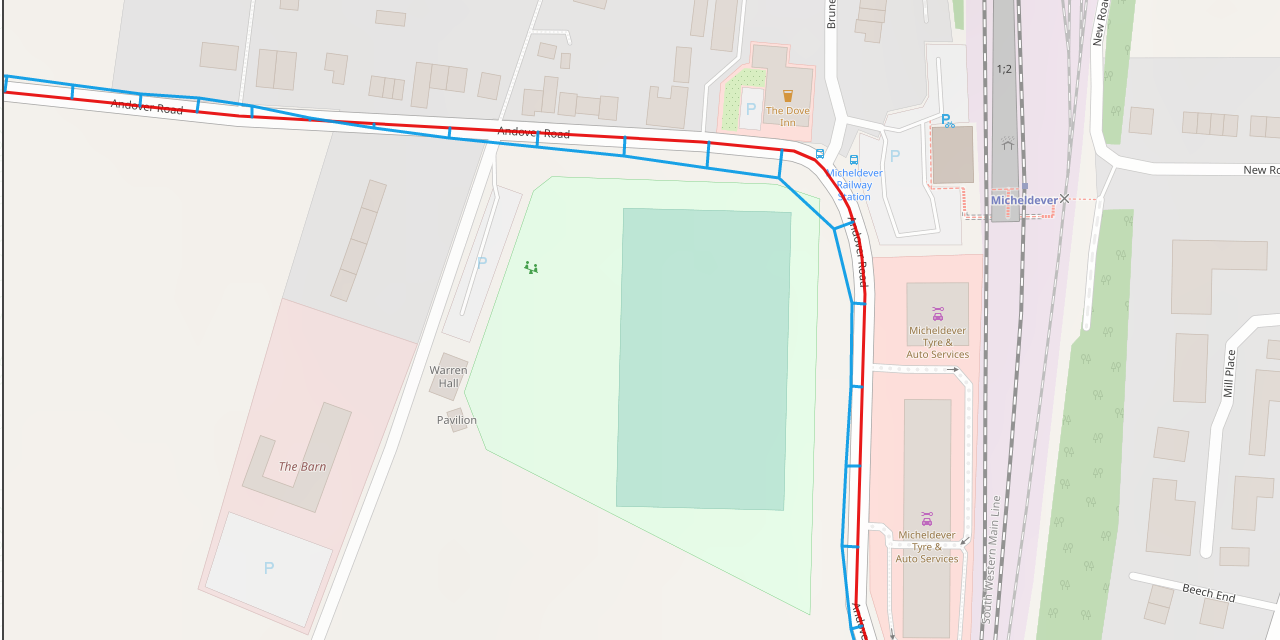 Brune
New Road
1;2
Andover Road
P
The Dove
Inn
P
Andover Road
P
Micheldever
Railway
Station
New Ro
Micheldever
Andover Road
P
Micheldever
Tyre &
Auto Services
Warren
Hall
Mill Place
Pavilion
The Barn
Micheldever
Tyre &
Auto Services
South Western Main Line
P
Beech End
Andove